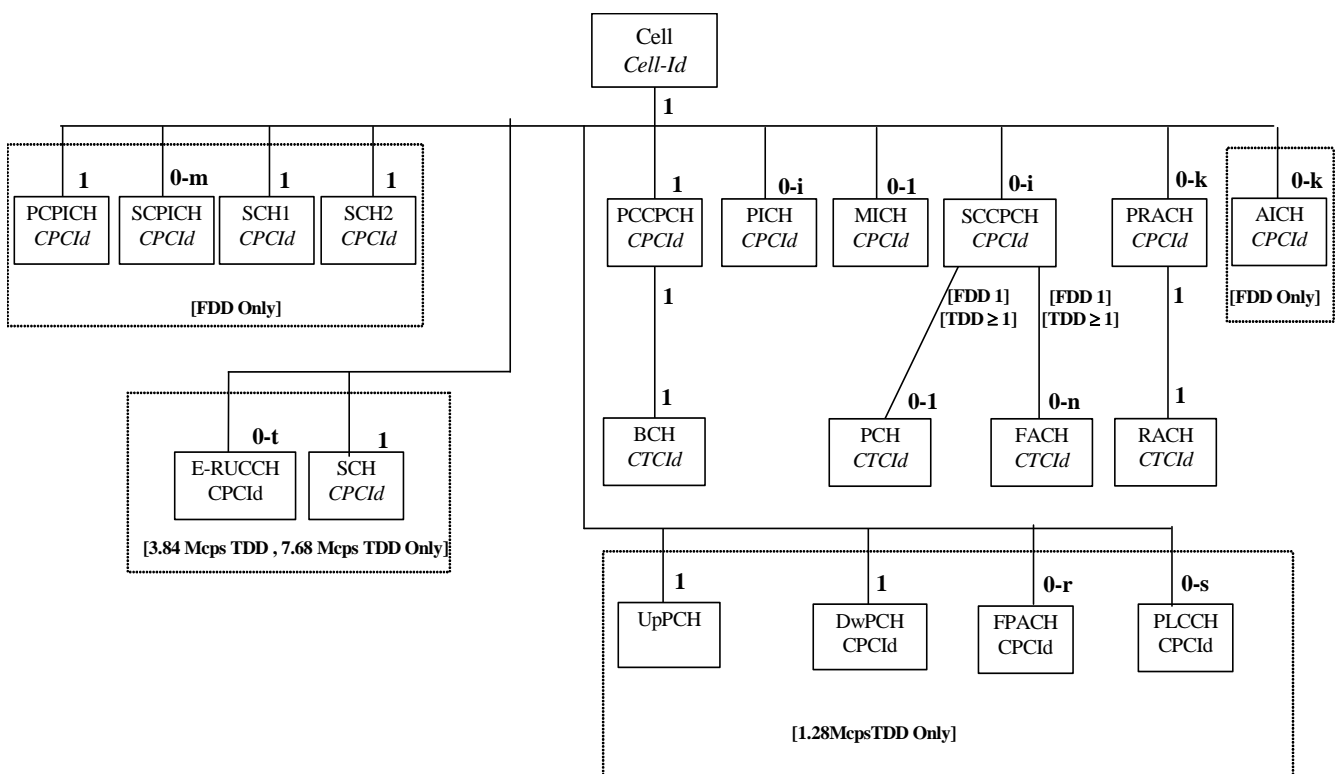 Cell
Cell-Id
1
1 0-m 1 1 1 0-i 0-1 0-i 0-k 0-k
PCPICH SCPICH SCH1 SCH2 PCCPCH PICH MICH SCCPCH PRACH AICH
CPCId CPCId CPCId CPCId CPCId CPCId CPCId CPCId CPCId CPCId
[FDD Only] 1 [FDD 1] [FDD 1] 1 [FDD Only]
[TDD ≥ 1] [TDD ≥ 1]
1 0-1 0-n 1
BCH PCH FACH RACH
CTCId CTCId CTCId CTCId
0-t 1
E-RUCCH SCH
CPCId CPCId
[3.84 Mcps TDD , 7.68 Mcps TDD Only]
1 1 0-r 0-s
UpPCH DwPCH FPACH PLCCH
CPCId CPCId CPCId
[1.28McpsTDD Only]